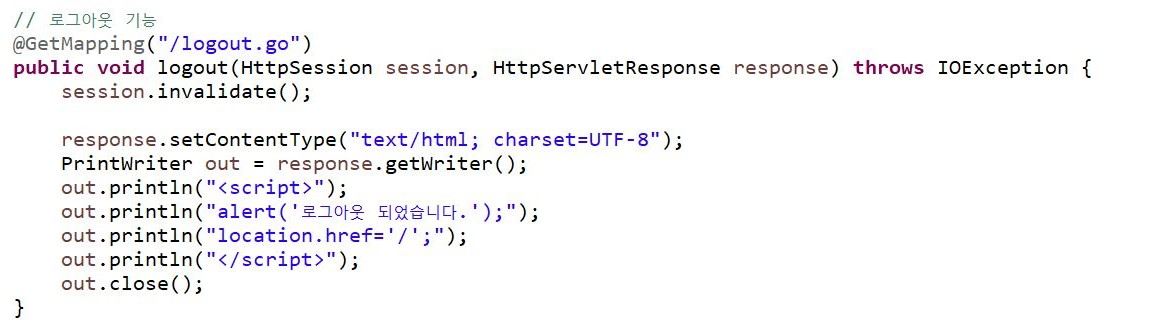 // 로그아웃 기능
@GetMapping("/logout.go")
public void logout(HttpSession session, HttpServletResponse response) throws IOException {
    session.invalidate();

    response.setContentType("text/html; charset=UTF-8");
    PrintWriter out = response.getWriter();
    out.println("<script>");
    out.println("alert('로그아웃 되었습니다.');");
    out.println("location.href='/';");
    out.println("</script>");
    out.close();
}